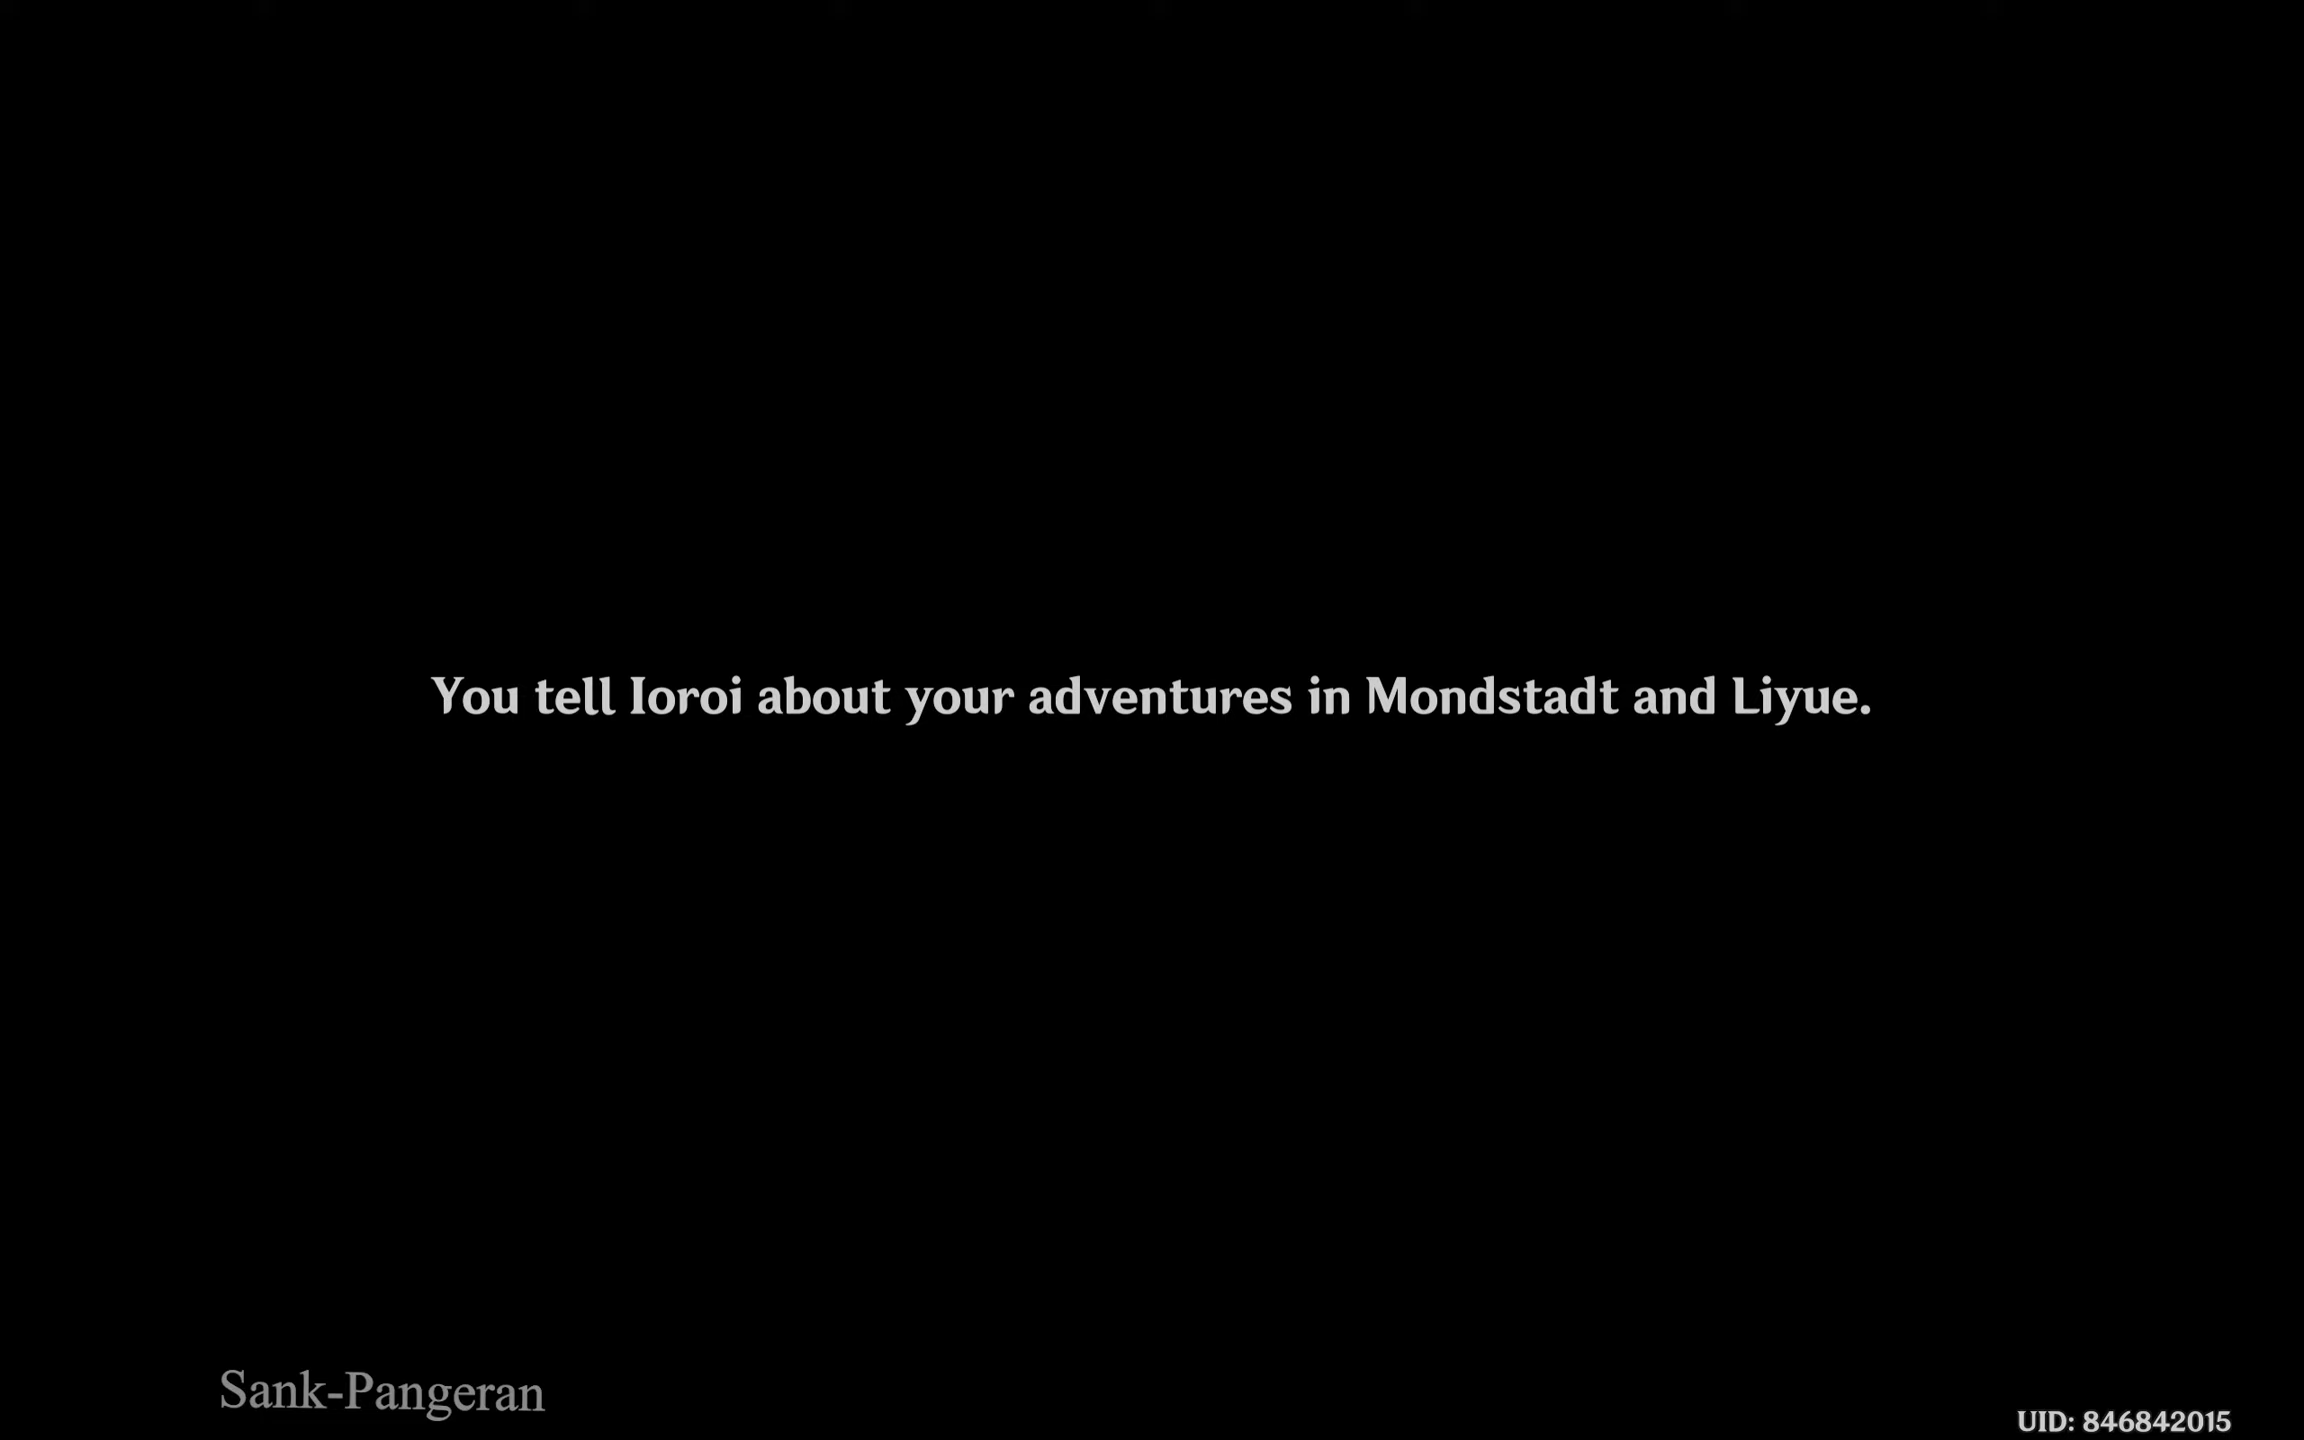 You tell Ioroi about your adventures in Mondstadt and Liyue.
Sank-Pangeran
UID: 846842015